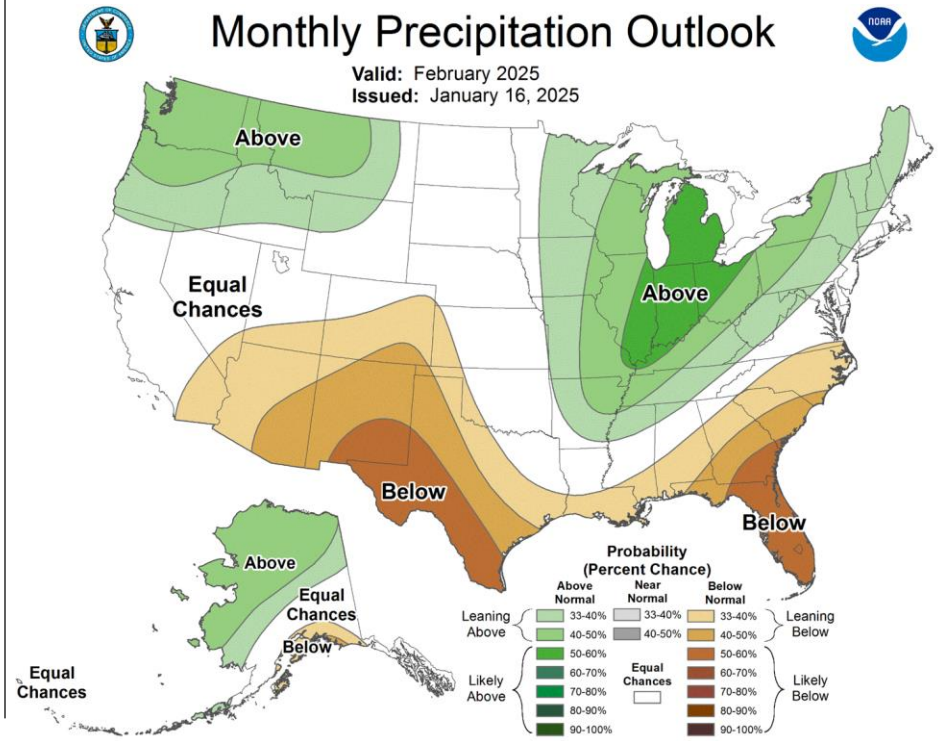 Monthly Precipitation Outlook
NOAA
Valid: February 2025
Issued: January 16, 2025
Above
Equal
Chances
Above
Below
Below
Above
Equal
Chances
Below
Equal
Chances
Probability
(Percent Chance)
Above
Normal
Near
Normal
Below
Normal
Leaning
Above
33-40%
40-50%
33-40%
40-50%
33-40%
40-50%
Leaning
Below
Likely
Above
50-60%
60-70%
70-80%
80-90%
90-100%
Equal
Chances
50-60%
60-70%
70-80%
80-90%
90-100%
Likely
Below